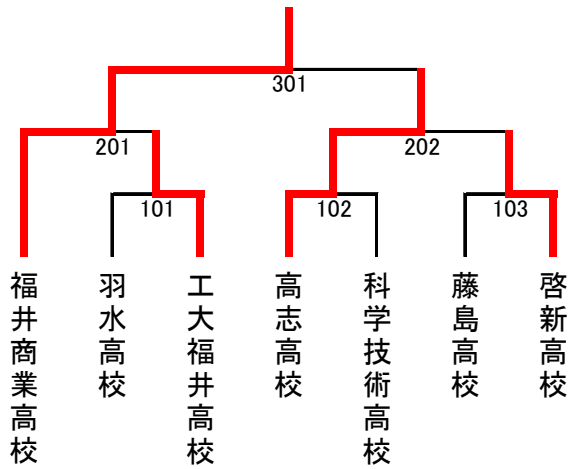 301
201
202
101
102
103
福井商業高校
羽水高校
工大福井高校
高志高校
科学技術高校
藤島高校
啓新高校